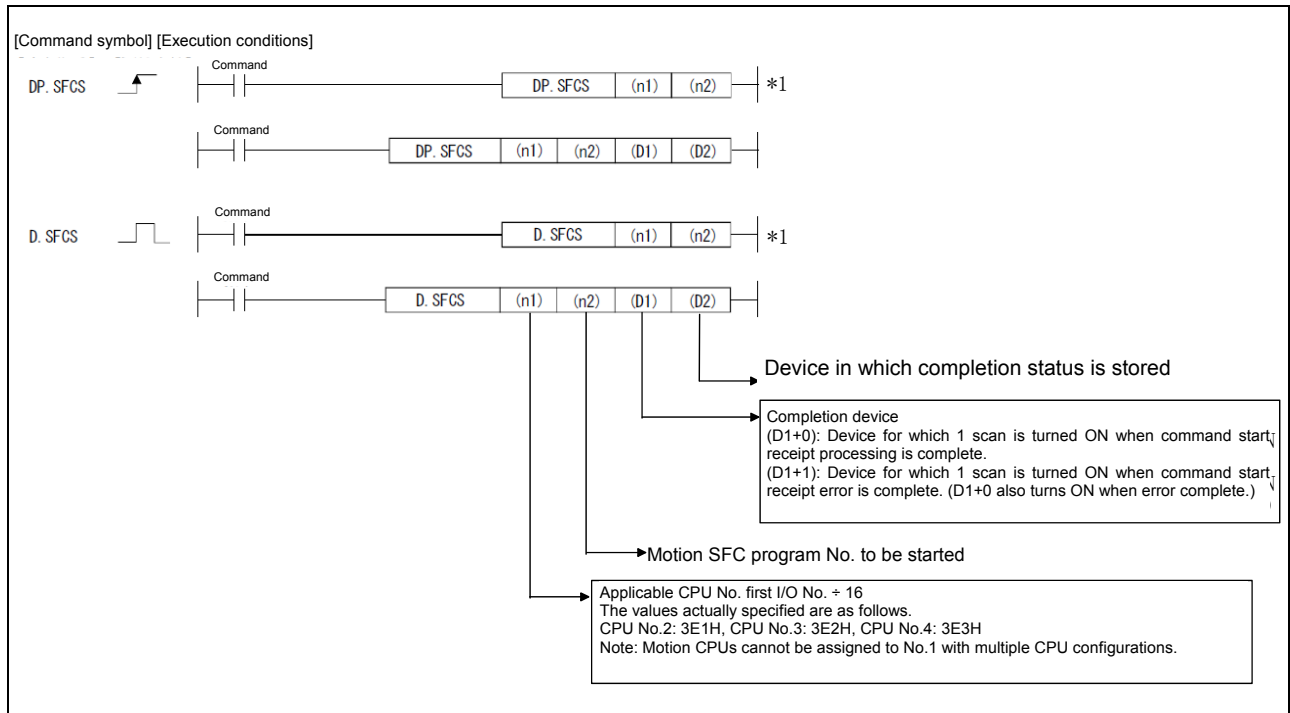 [Command symbol] [Execution conditions]
Command
DP. SFCS DP. SFCS (n1) (n2) *1
Command
DP. SFCS (n1) (n2) (D1) (D2)
Command
D. SFCS D. SFCS (n1) (n2) *1
Command
D. SFCS (n1) (n2) (D1) (D2)
Device in which completion status is stored
Completion device
(D1+0): Device for which 1 scan is turned ON when command start
receipt processing is complete.
(D1+1): Device for which 1 scan is turned ON when command start
receipt error is complete. (D1+0 also turns ON when error complete.)
Motion SFC program No. to be started
Applicable CPU No. first I/O No. ÷ 16
The values actually specified are as follows.
CPU No.2: 3E1H, CPU No.3: 3E2H, CPU No.4: 3E3H
Note: Motion CPUs cannot be assigned to No.1 with multiple CPU configurations.